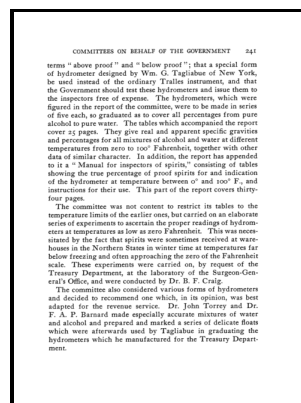 COMMITTEES ON BEHALF OF THE GOVERNMENT 241
terms "above proof" and "below proof"; that a special form
of hydrometer designed by Wm. G. Tagliabue of New York,
be used instead of the ordinary Tralles instrument, and that
the Government should test these hydrometers and issue them to
the inspectors free of expense. The hydrometers, which were
figured in the report of the committee, were to be made in series
of five each, so graduated as to cover all percentages from pure
alcohol to pure water. The tables which accompanied the report
cover 25 pages. They give real and apparent specific gravities
and percentages for all mixtures of alcohol and water at different
temperatures from zero to 100° Fahrenheit, together with other
data of similar character. In addition, the report has appended
to it a "Manual for inspectors of spirits," consisting of tables
showing the true percentage of proof spirits for and indication
of the hydrometer at temperature between 0° and 100° F., and
instructions for their use. This part of the report covers thirty-
four pages.
The committee was not content to restrict its tables to the
temperature limits of the earlier ones, but carried on an elaborate
series of experiments to ascertain the proper readings of hydrom-
eters at temperatures as low as zero Fahrenheit. This was neces-
sitated by the fact that spirits were sometimes received at ware-
houses in the Northern States in winter time at temperatures far
below freezing and often approaching the zero of the Fahrenheit
scale. These experiments were carried on, by request of the
Treasury Department, at the laboratory of the Surgeon-Gen-
eral's Office, and were conducted by Dr. B. F. Craig.
The committee also considered various forms of hydrometers
and decided to recommend one which, in its opinion, was best
adapted for the revenue service. Dr. John Torrey and Dr.
F. A. P. Barnard made especially accurate mixtures of water
and alcohol and prepared and marked a series of delicate floats
which were afterwards used by Tagliabue in graduating the
hydrometers which he manufactured for the Treasury Depart-
ment.